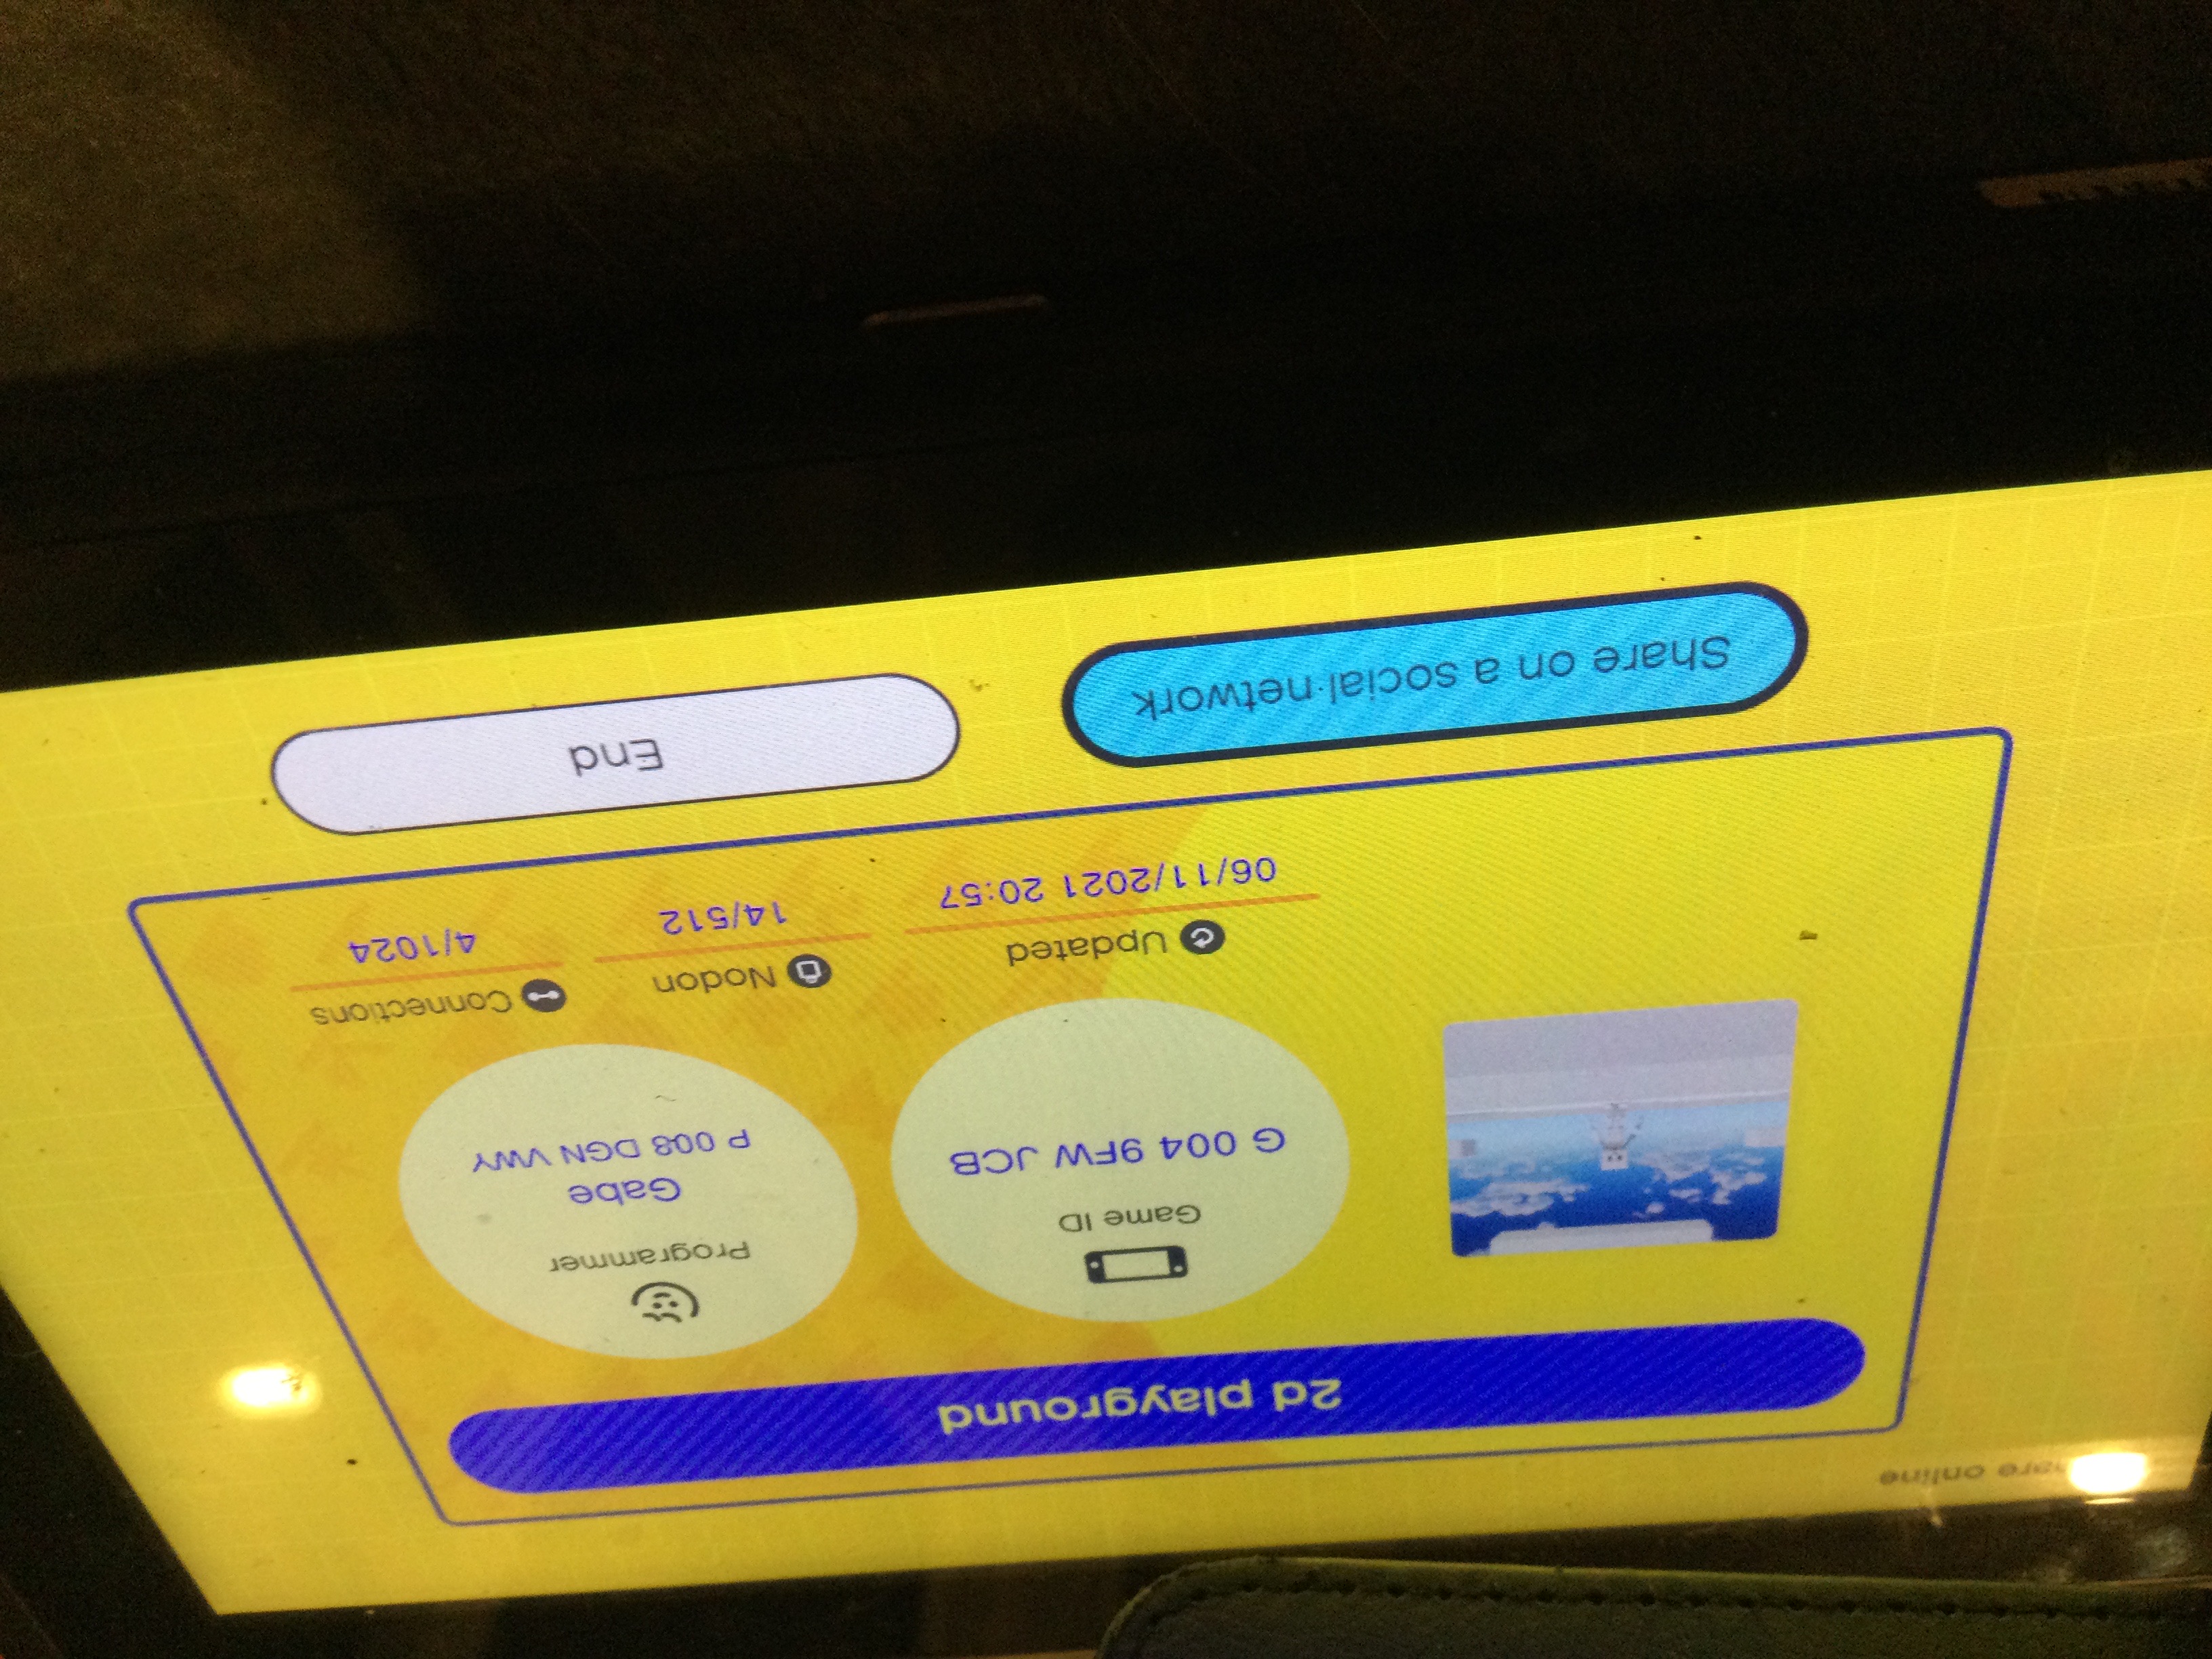 online
2d playground
Game ID
G 004 9FW JCB
Programmer
Gabe
P 008 DGN VWY
Updated
06/11/2021 20:57
Nodon
14/512
Connections
4/1024
Share on a social network
End